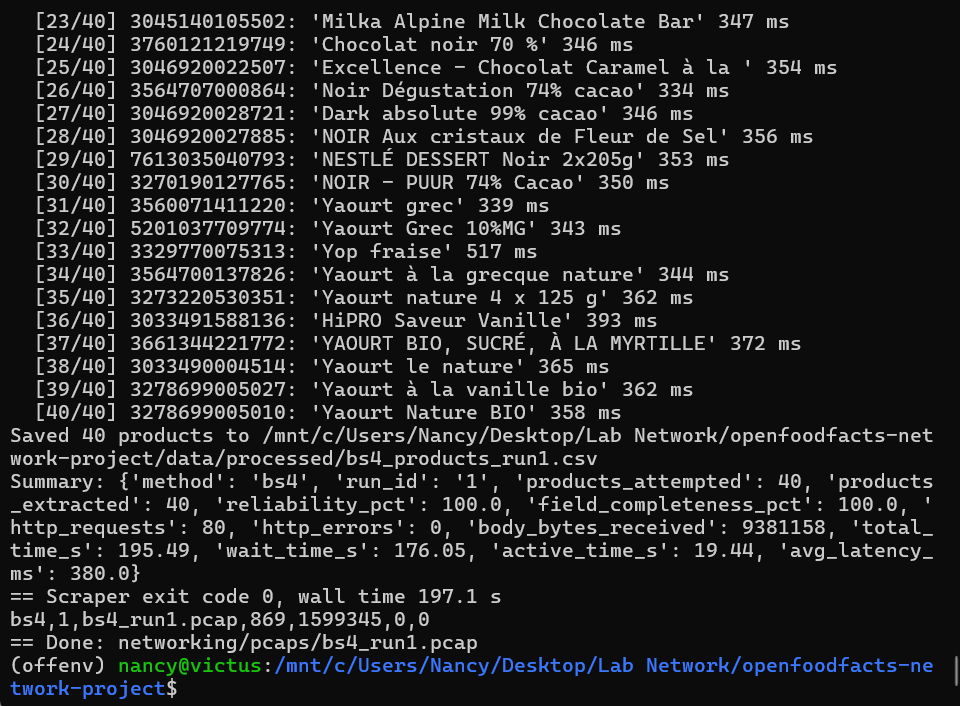 [23/40] 3045140105502: 'Milka Alpine Milk Chocolate Bar' 347 ms
[24/40] 3760121219749: 'Chocolat noir 70 %' 346 ms
[25/40] 3046920022507: 'Excellence - Chocolat Caramel à la ' 354 ms
[26/40] 3564707000864: 'Noir Dégustation 74% cacao' 334 ms
[27/40] 3046920028721: 'Dark absolute 99% cacao' 346 ms
[28/40] 3046920027885: 'NOIR Aux cristaux de Fleur de Sel' 356 ms
[29/40] 7613035040793: 'NESTLÉ DESSERT Noir 2x205g' 353 ms
[30/40] 3270190127765: 'NOIR - PUUR 74% Cacao' 350 ms
[31/40] 3560071411220: 'Yaourt grec' 339 ms
[32/40] 5201037709774: 'Yaourt Grec 10%MG' 343 ms
[33/40] 3329770075313: 'Yop fraise' 517 ms
[34/40] 3564700137826: 'Yaourt à la grecque nature' 344 ms
[35/40] 3273220530351: 'Yaourt nature 4 x 125 g' 362 ms
[36/40] 3033491588136: 'HiPRO Saveur Vanille' 393 ms
[37/40] 3661344221772: 'YAOURT BIO, SUCRÉ, À LA MYRTILLE' 372 ms
[38/40] 3033490004514: 'Yaourt le nature' 365 ms
[39/40] 3278699005027: 'Yaourt à la vanille bio' 362 ms
[40/40] 3278699005010: 'Yaourt Nature BIO' 358 ms
Saved 40 products to /mnt/c/Users/Nancy/Desktop/Lab Network/openfoodfacts-net
work-project/data/processed/bs4_products_run1.csv
Summary: {'method': 'bs4', 'run_id': '1', 'products_attempted': 40, 'products
_extracted': 40, 'reliability_pct': 100.0, 'field_completeness_pct': 100.0, '
http_requests': 80, 'http_errors': 0, 'body_bytes_received': 9381158, 'total_
time_s': 195.49, 'wait_time_s': 176.05, 'active_time_s': 19.44, 'avg_latency_
ms': 380.0}
== Scraper exit code 0, wall time 197.1 s
bs4,1,bs4_run1.pcap,869,1599345,0,0
== Done: networking/pcaps/bs4_run1.pcap
(offenv) nancy@victus:/mnt/c/Users/Nancy/Desktop/Lab Network/openfoodfacts-ne
twork-project$